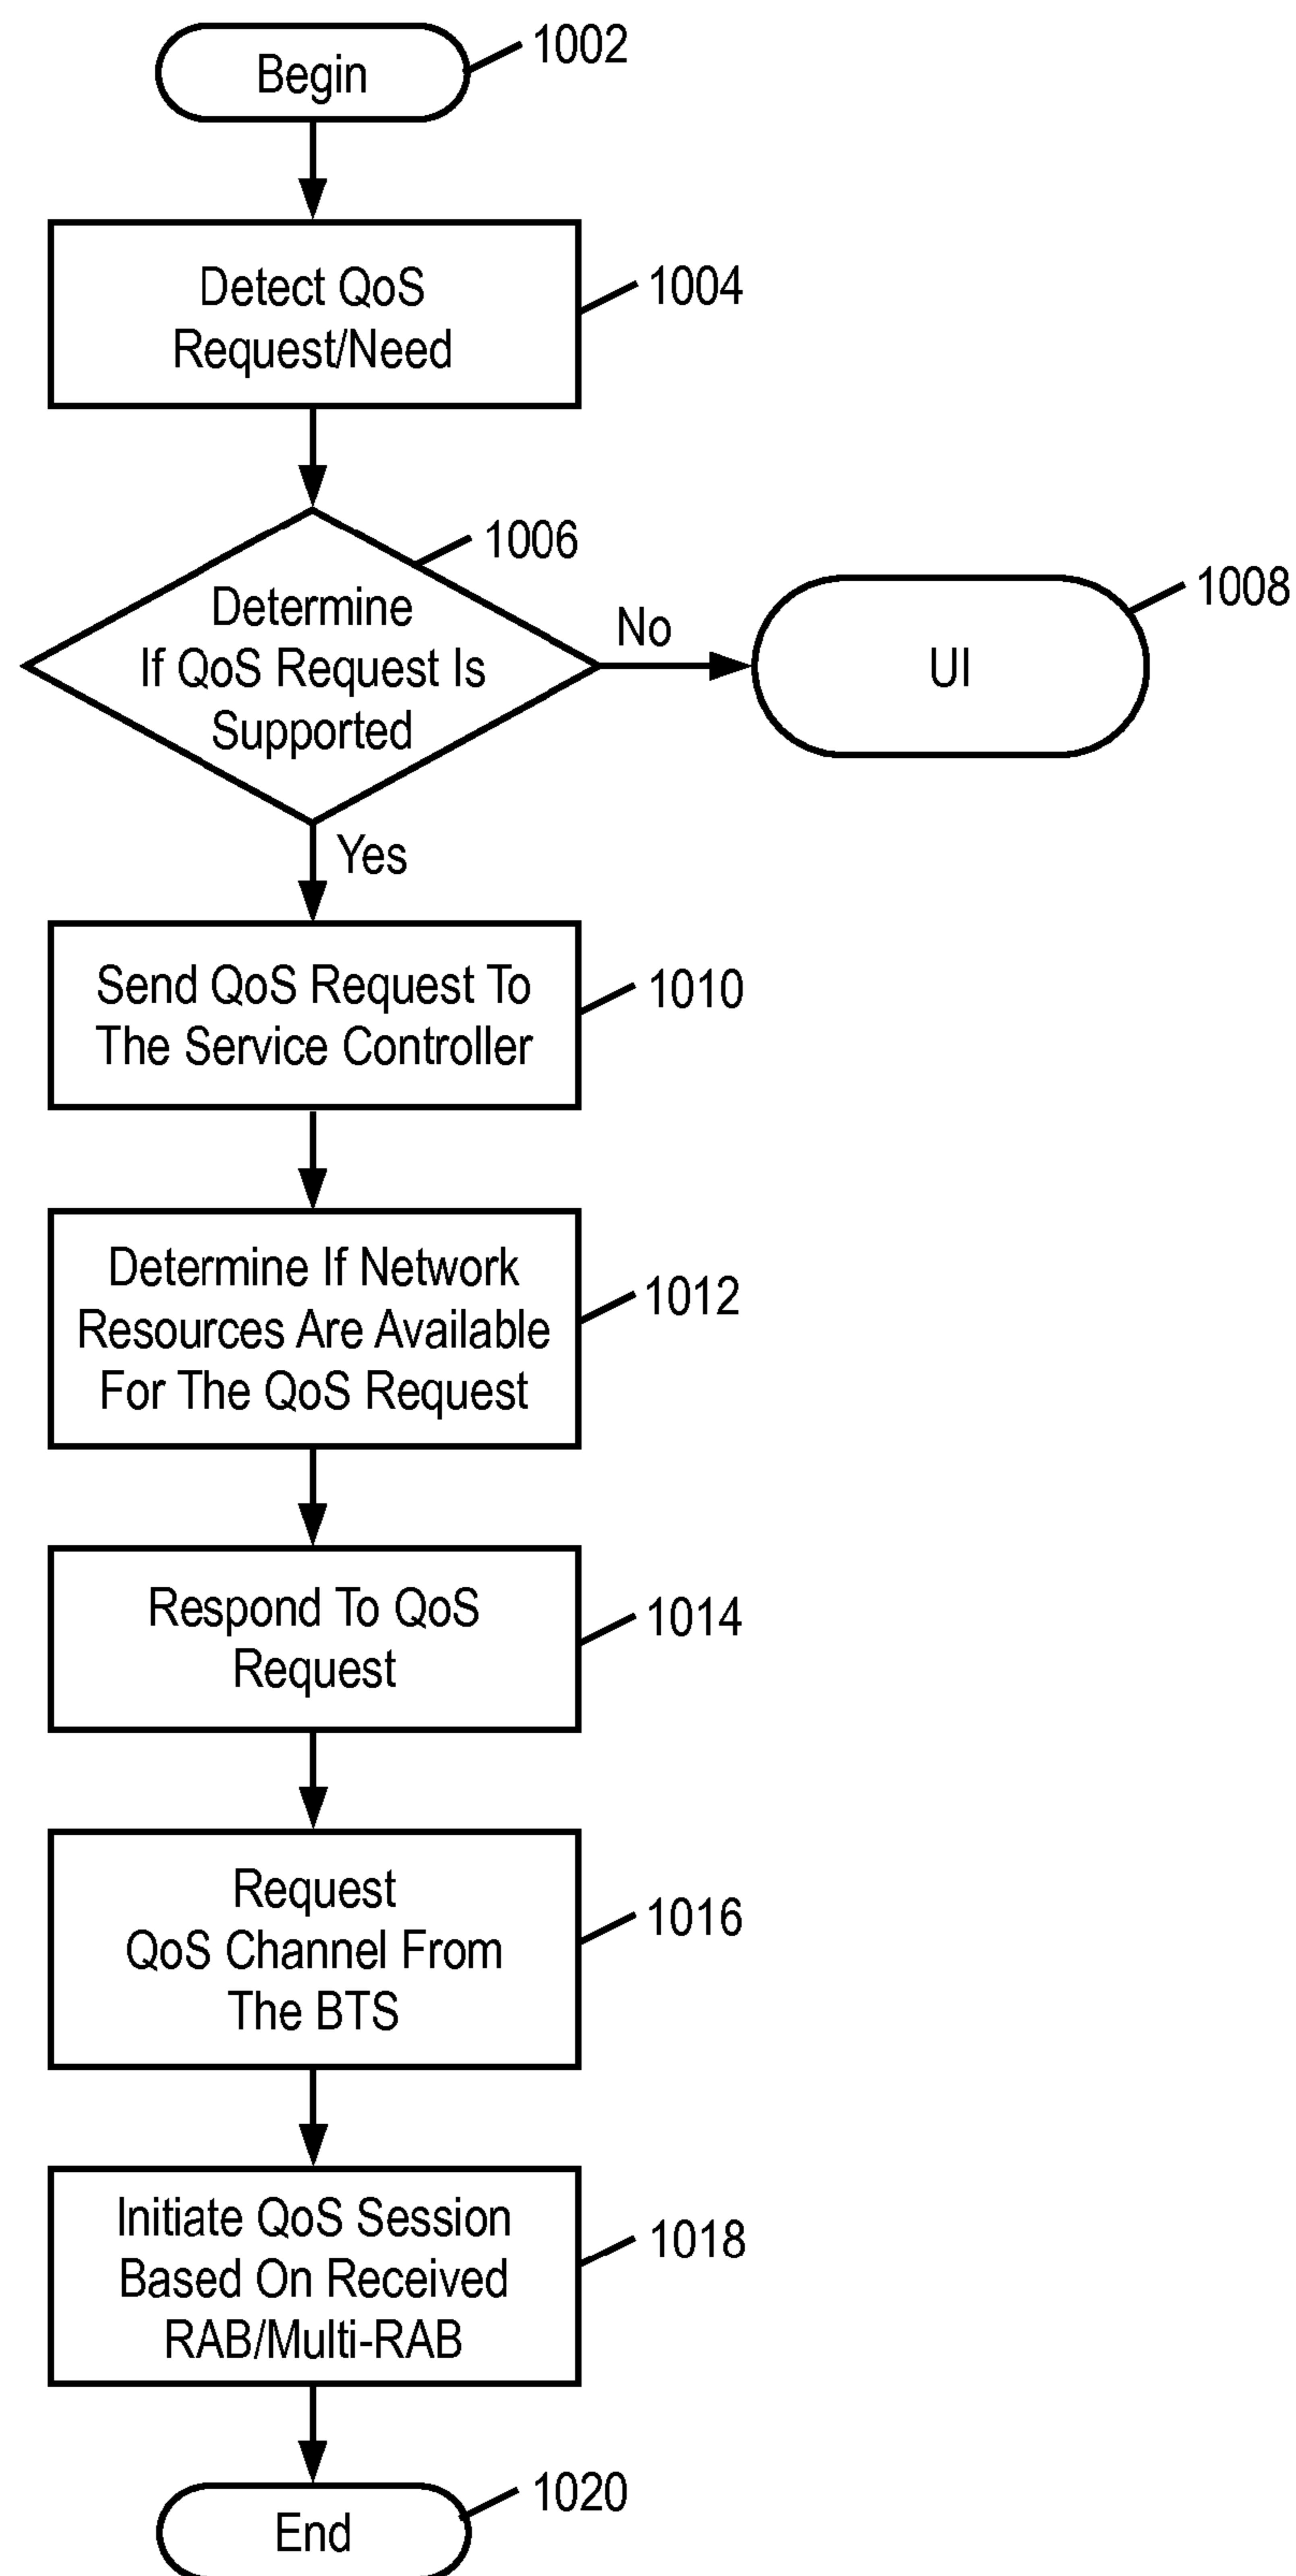 Begin
1002
Detect QoS
Request/Need
1004
1006
Determine
If QoS Request Is
Supported
No
1008
UI
Yes
Send QoS Request To
The Service Controller
1010
Determine If Network
Resources Are Available
For The QoS Request
1012
Respond To QoS
Request
1014
Request
QoS Channel From
The BTS
1016
Initiate QoS Session
Based On Received
RAB/Multi-RAB
1018
End
1020